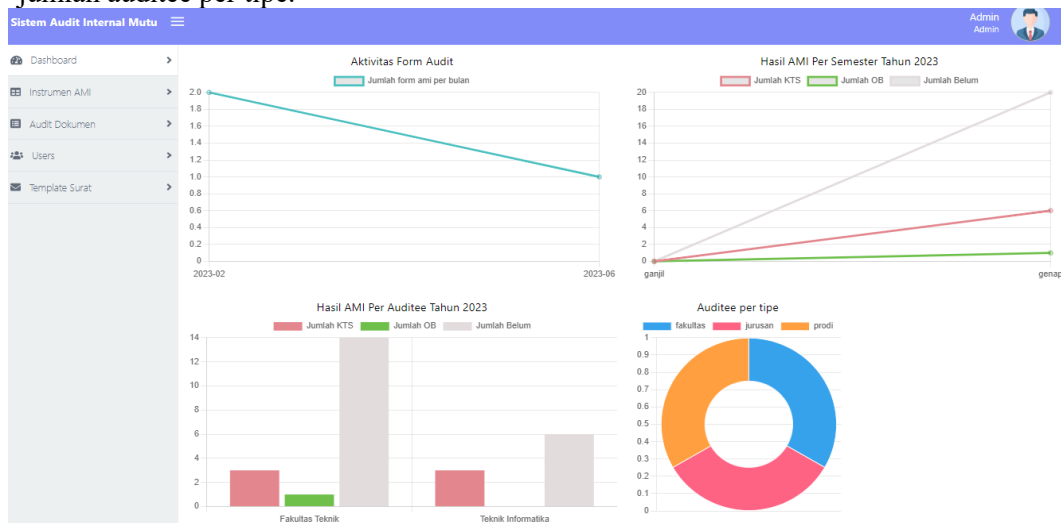 jumlah auditee per tipe.
Sistem Audit Internal Mutu
Admin
Admin
Dashboard
Instrumen AMI
Audit Dokumen
Users
Template Surat
Aktivitas Form Audit
Jumlah form ami per bulan
2.0
1.8
1.6
1.4
1.2
1.0
0.8
0.6
0.4
0.2
0
2023-02 2023-06
Hasil AMI Per Semester Tahun 2023
Jumlah KTS Jumlah OB Jumlah Belum
20
18
16
14
12
10
8
6
4
2
0
ganjil genap
Hasil AMI Per Auditee Tahun 2023
Jumlah KTS Jumlah OB Jumlah Belum
14
12
10
8
6
4
2
0
Fakultas Teknik Teknik Informatika
Auditee per tipe
fakultas jurusan prodi
1
0.9
0.8
0.7
0.6
0.5
0.4
0.3
0.2
0.1
0